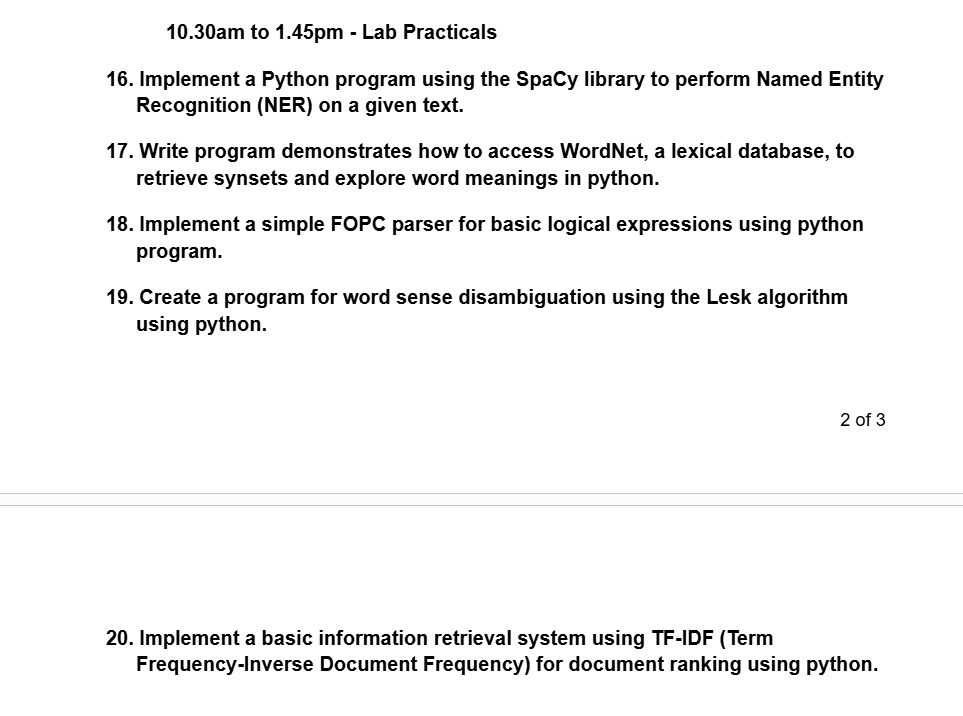 10.30am to 1.45pm - Lab Practicals
16. Implement a Python program using the SpaCy library to perform Named Entity
Recognition (NER) on a given text.
17. Write program demonstrates how to access WordNet, a lexical database, to
retrieve synsets and explore word meanings in python.
18. Implement a simple FOPC parser for basic logical expressions using python
program.
19. Create a program for word sense disambiguation using the Lesk algorithm
using python.
2 of 3
20. Implement a basic information retrieval system using TF-IDF (Term
Frequency-Inverse Document Frequency) for document ranking using python.